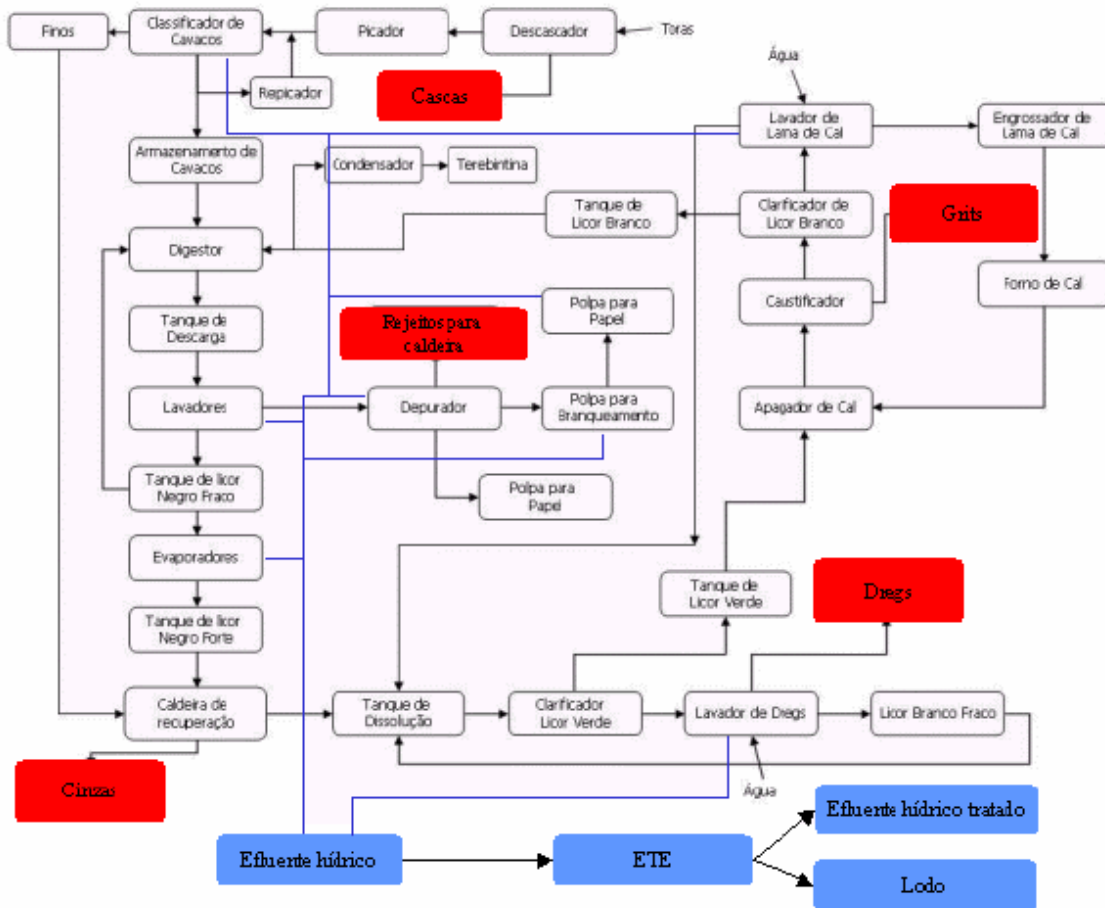 Finos
Classificador de
Cavacos
Picador
Descascador
Toras
Repicador
Cascas
Água
Lavador de
Lama de Cal
Engrossador de
Lama de Cal
Armazenamento de
Cavacos
Condensador
Terebintina
Tanque de
Licor Branco
Clarificador de
Licor Branco
Grits
Digestor
Forno de Cal
Caustificador
Polpa para
Papel
Tanque de
Descarga
Rejeitos para
caldeira
Lavadores
Depurador
Polpa para
Branqueamento
Apagador de Cal
Tanque de licor
Negro Fraco
Polpa para
Papel
Evaporadores
Tanque de
Licor Verde
Dregs
Tanque de licor
Negro Forte
Caldeira de
recuperação
Tanque de
Dissolução
Clarificador
Licor Verde
Lavador de Dregs
Licor Branco Fraco
Cinzas
Água
Efluente hídrico
ETE
Efluente hídrico tratado
Lodo